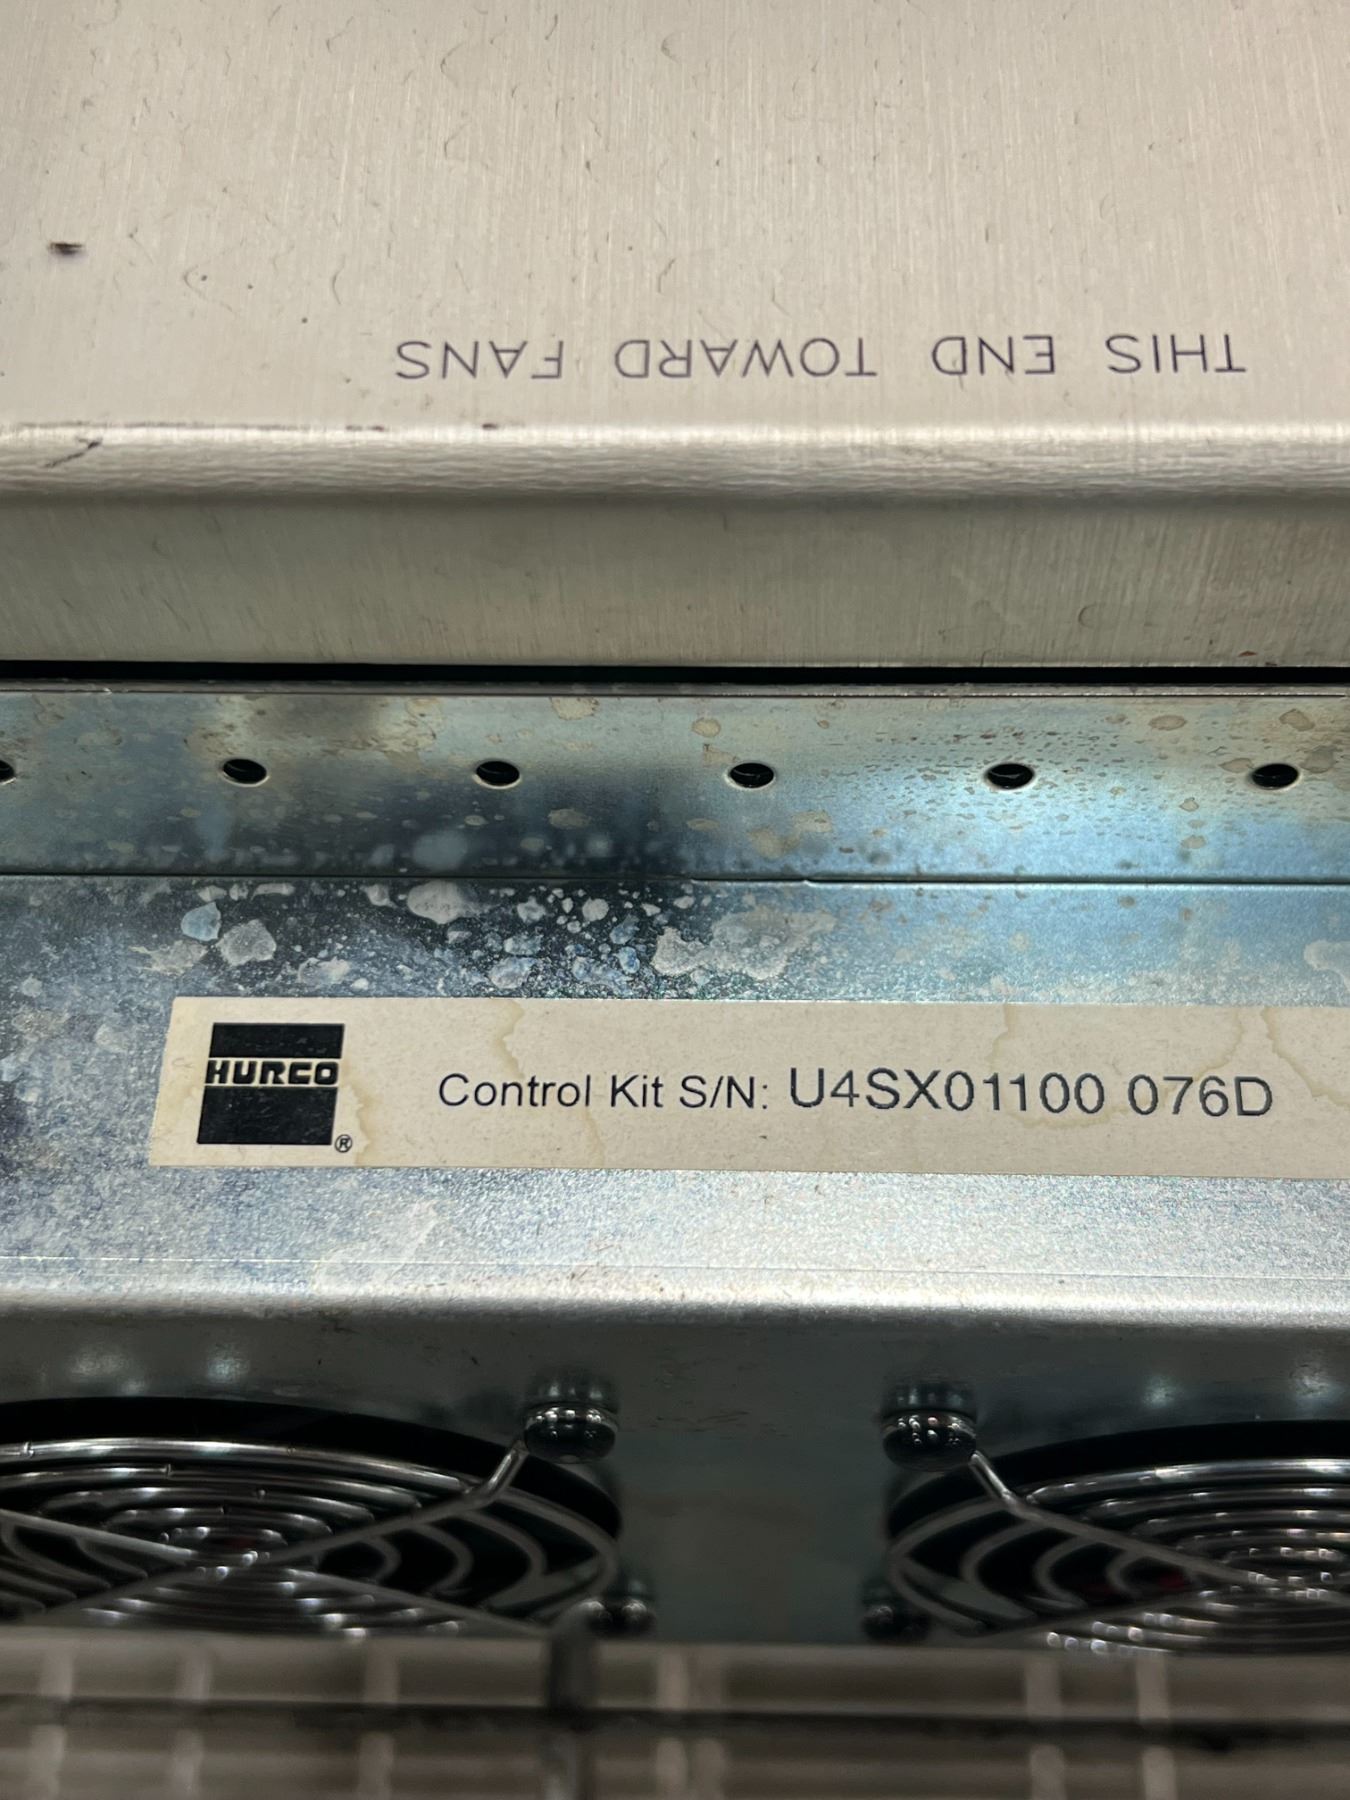 THIS END TOWARD FANS
HURCO
®
Control Kit S/N: U4SX01100 076D